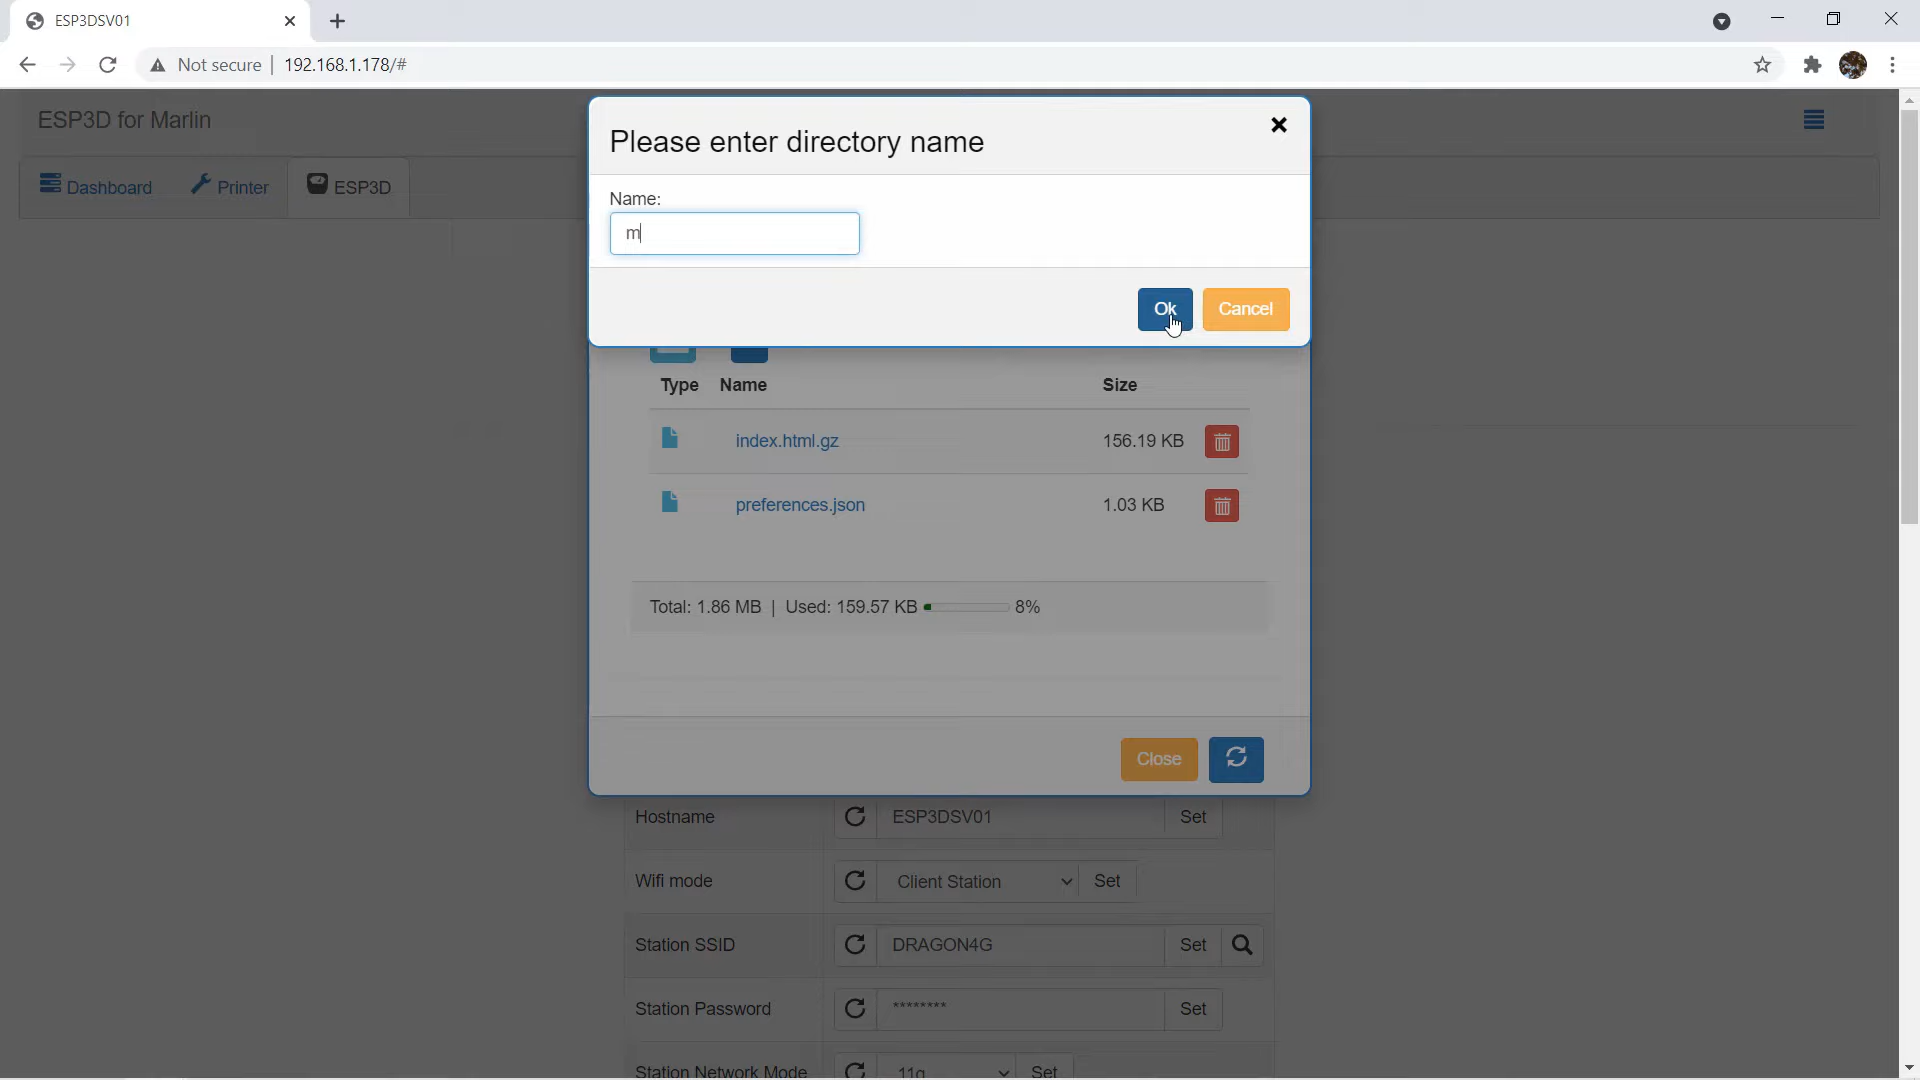 ESP3DSV01
Not secure | 192.168.1.178/#
ESP3D for Marlin
Dashboard Printer ESP3D
Please enter directory name
Name:
m
Ok Cancel
Type Name Size
index.html.gz 156.19 KB
preferences.json 1.03 KB
Total: 1.86 MB | Used: 159.57 KB 8%
Close
Hostname ESP3DSV01 Set
Wifi mode Client Station Set
Station SSID DRAGON4G Set
Station Password ******** Set
Station Network Mode 11g Set